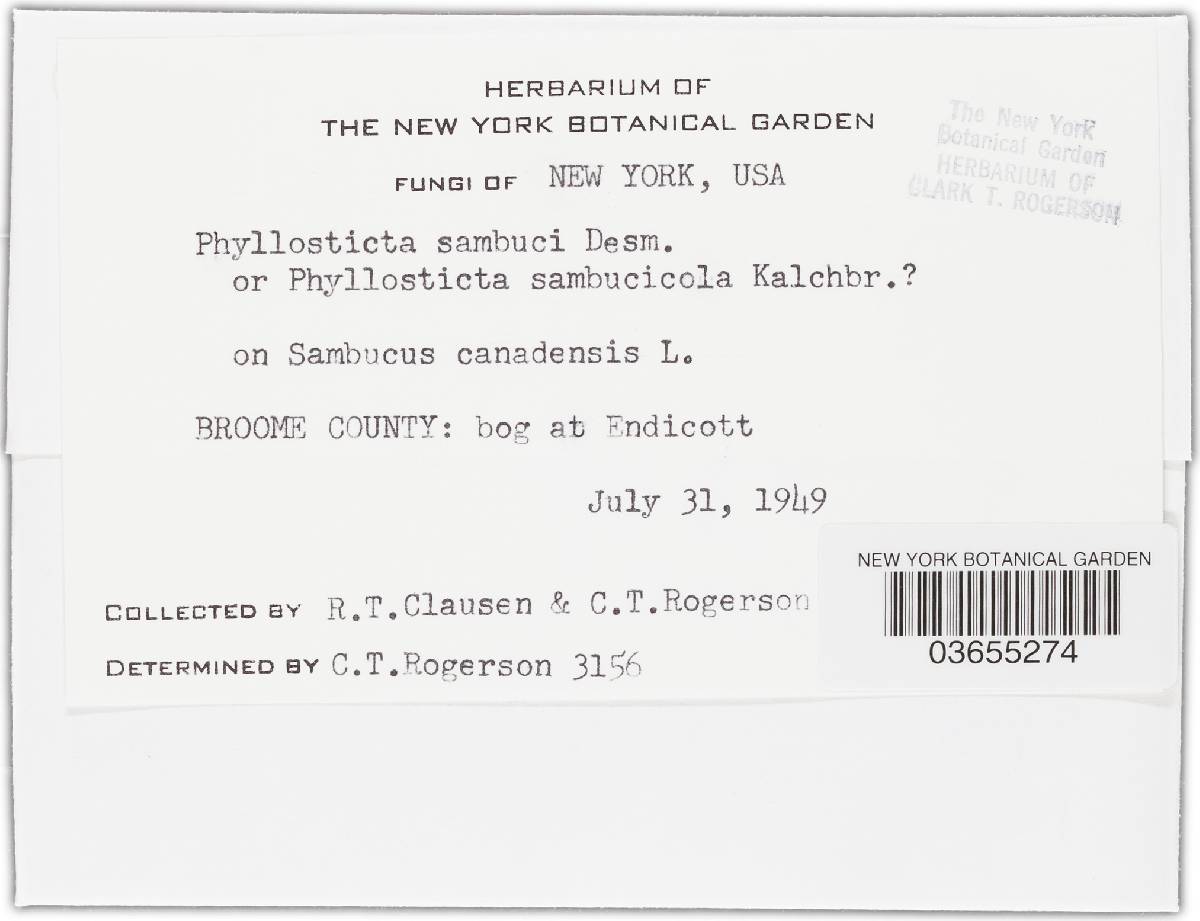 HERBARIUM OF
THE NEW YORK BOTANICAL GARDEN
FUNGI OF NEW YORK, USA
The New York
Botanical Garden
HERBARIUM OF
CLARK T. ROGERSON
Phyllosticta sambuci Desm.
or Phyllosticta sambucicola Kalchbr.?
on Sambucus canadensis L.
BROOME COUNTY: bog at Endicott
July 31, 1949
COLLECTED BY R.T.Clausen & C.T.Rogerson
DETERMINED BY C.T.Rogerson 3156
NEW YORK BOTANICAL GARDEN
03655274